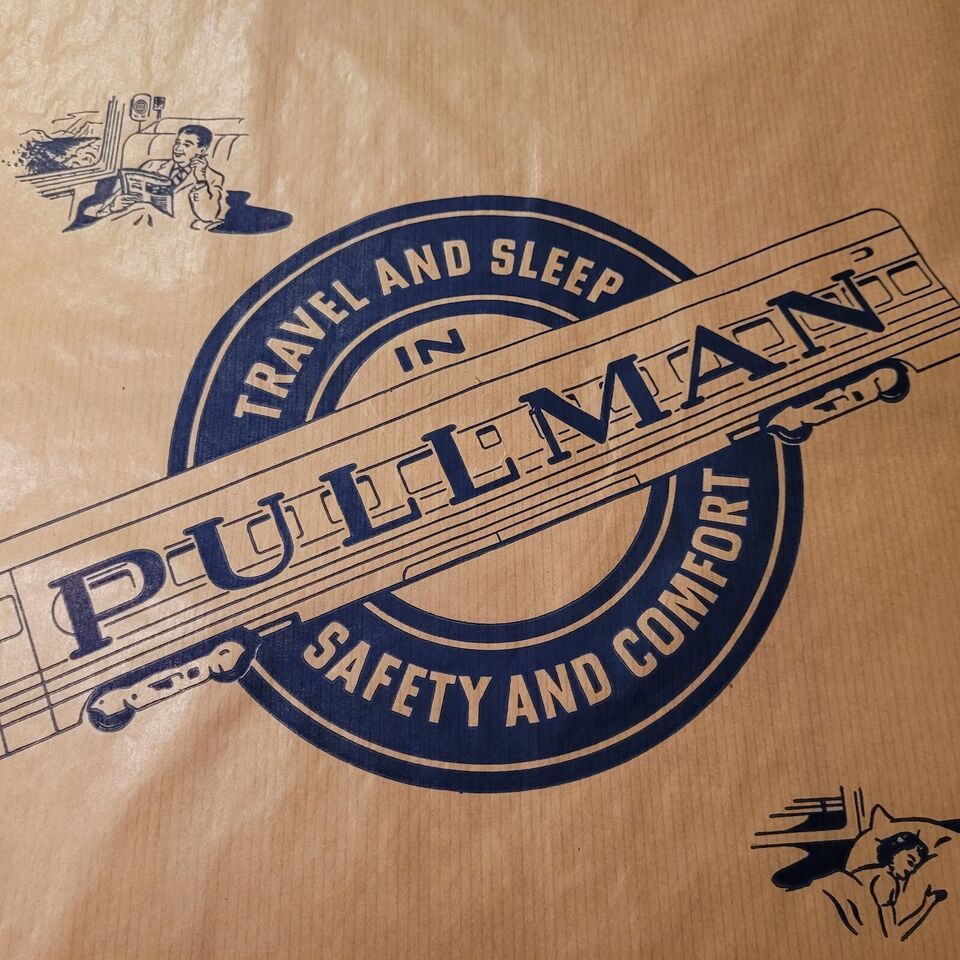 TRAVEL AND SLEEP
IN
PULLMAN
SAFETY AND COMFORT